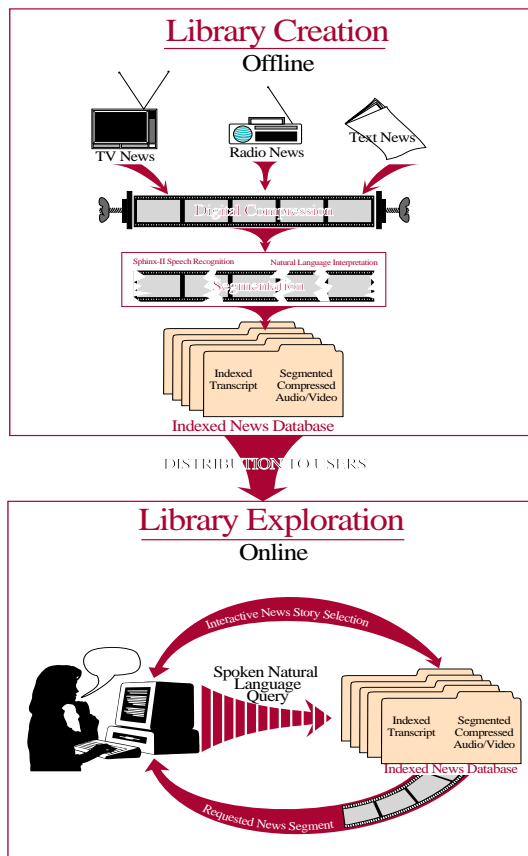 Library Creation
Offline
TV News
Radio News
Text News
Digital Compression
Sphinx-II Speech Recognition
Natural Language Interpretation
Segmentation
Indexed
Transcript
Segmented
Compressed
Audio/Video
Indexed News Database
DISTRIBUTION TO USERS
Library Exploration
Online
Interactive News Story Selection
Spoken Natural
Language
Query
Indexed
Transcript
Segmented
Compressed
Audio/Video
Indexed News Database
Requested News Segment